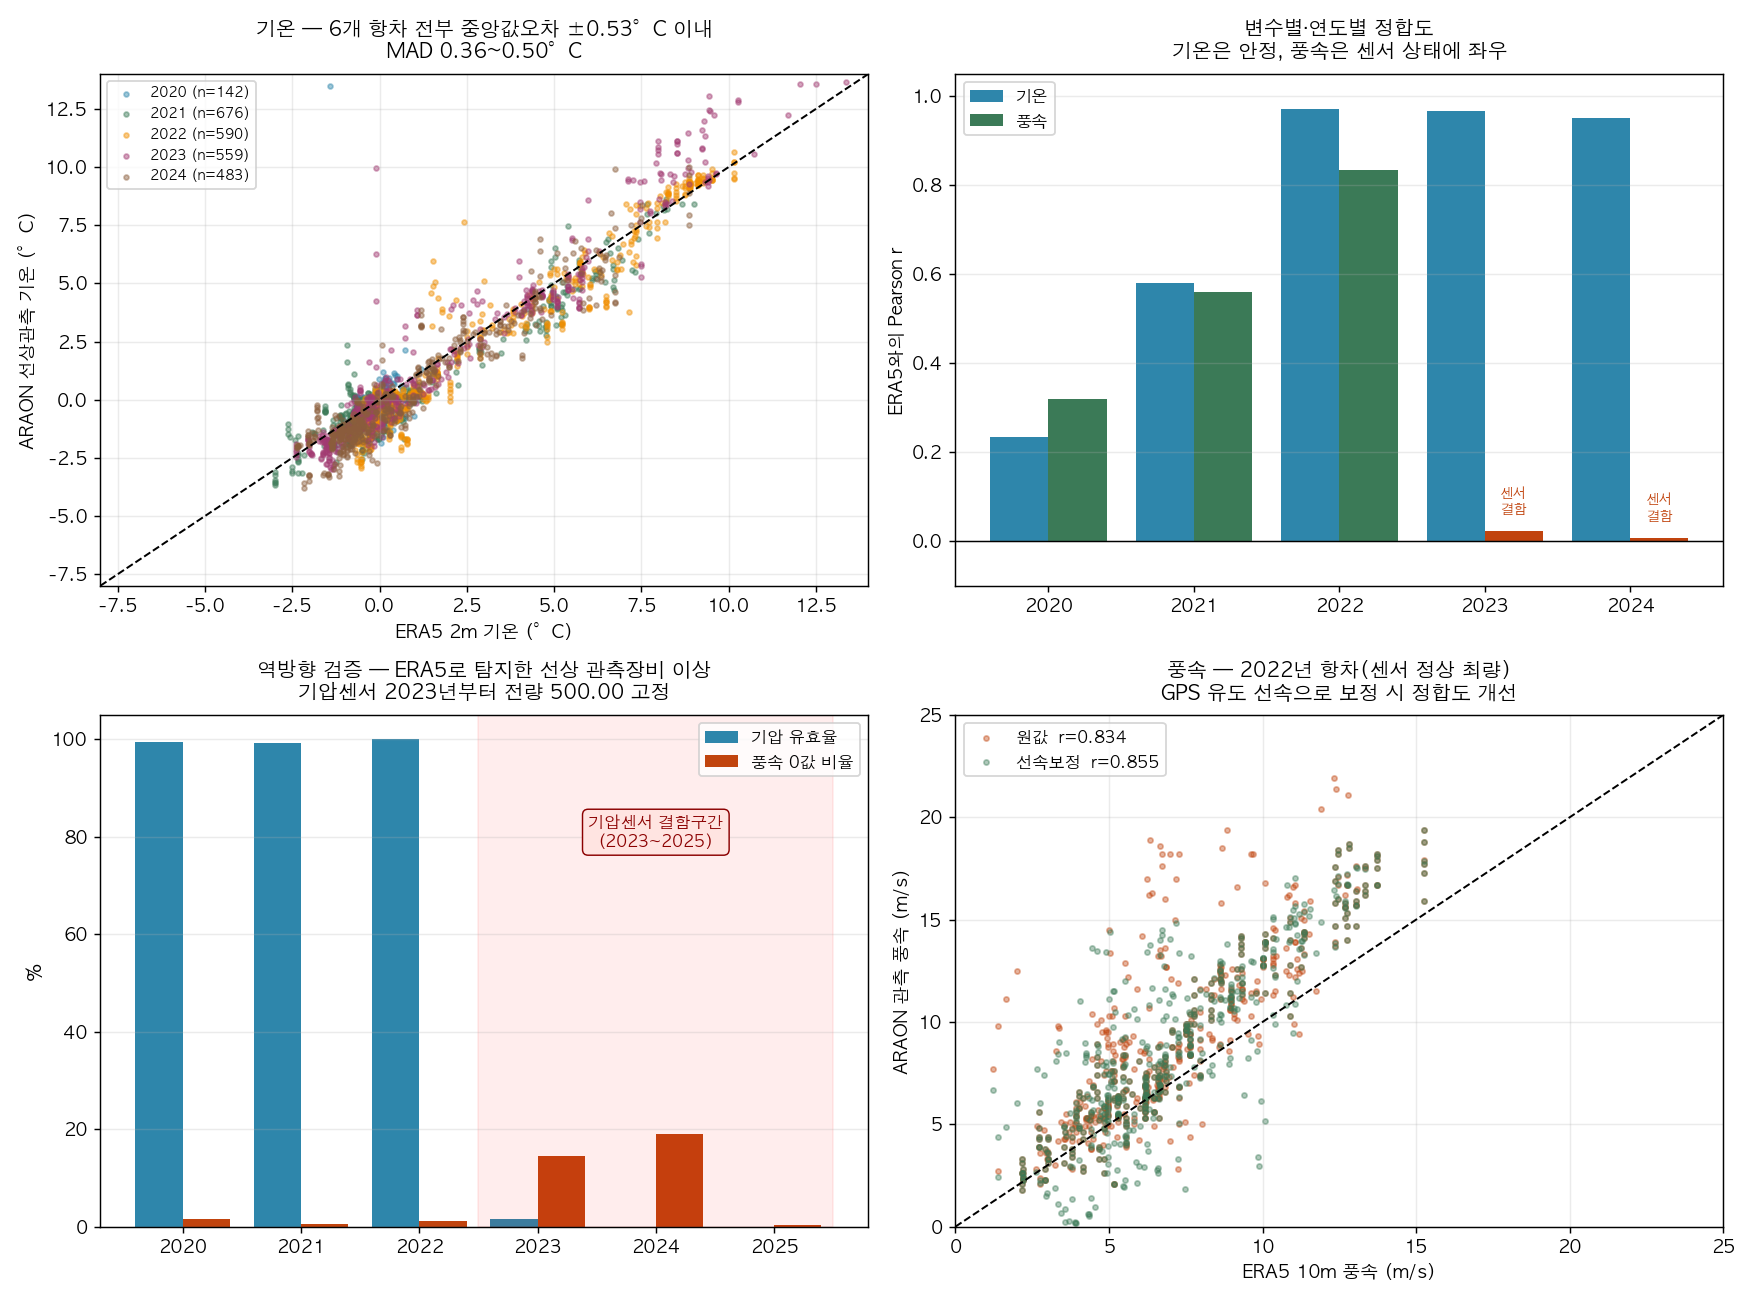 기온 — 6개 항차 전부 중앙값오차 ±0.53°C 이내
MAD 0.36~0.50°C
2020 (n=142)
2021 (n=676)
2022 (n=590)
2023 (n=559)
2024 (n=483)
12.5
10.0
7.5
5.0
2.5
0.0
-2.5
-5.0
-7.5
ARAON 선상관측 기온 (°C)
-7.5 -5.0 -2.5 0.0 2.5 5.0 7.5 10.0 12.5
ERA5 2m 기온 (°C)
변수별·연도별 정합도
기온은 안정, 풍속은 센서 상태에 좌우
기온
풍속
1.0
0.8
0.6
0.4
0.2
0.0
ERA5와의 Pearson r
센서
결함
센서
결함
2020 2021 2022 2023 2024
역방향 검증 — ERA5로 탐지한 선상 관측장비 이상
기압센서 2023년부터 전량 500.00 고정
기압 유효율
풍속 0값 비율
기압센서 결함구간
(2023~2025)
100
80
60
40
20
0
%
2020 2021 2022 2023 2024 2025
풍속 — 2022년 항차(센서 정상 최량)
GPS 유도 선속으로 보정 시 정합도 개선
원값 r=0.834
선속보정 r=0.855
25
20
15
10
5
0
ARAON 관측 풍속 (m/s)
0 5 10 15 20 25
ERA5 10m 풍속 (m/s)